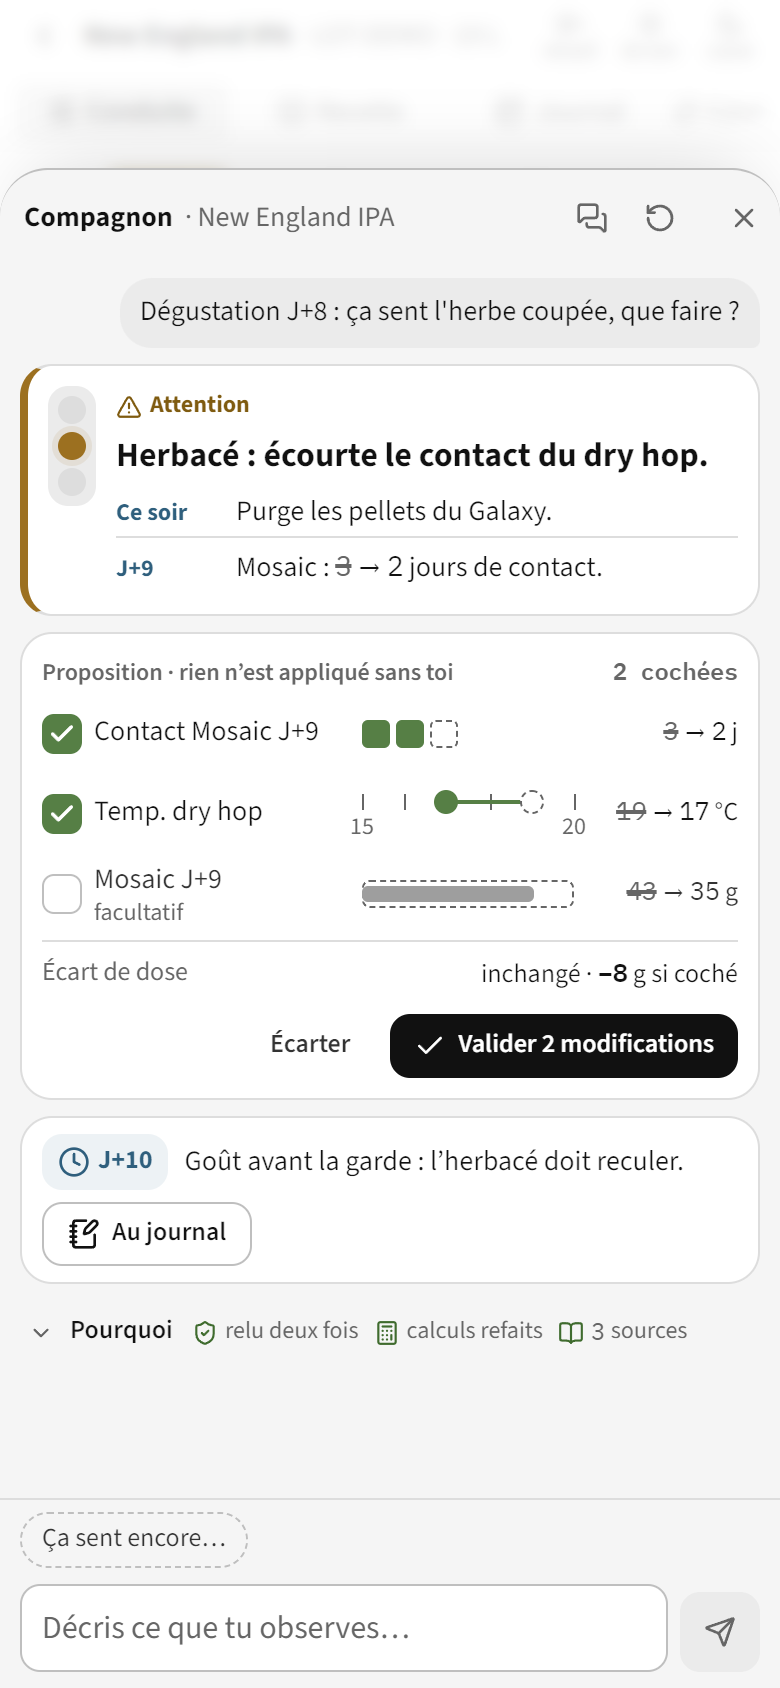 Compagnon · New England IPA
Dégustation J+8 : ça sent l'herbe coupée, que faire ?
Attention
Herbacé : écourte le contact du dry hop.
Ce soir Purge les pellets du Galaxy.
J+9 Mosaic : 3 → 2 jours de contact.
Proposition · rien n’est appliqué sans toi 2 cochées
Contact Mosaic J+9 3 → 2 j
Temp. dry hop 15 20 19 → 17 °C
Mosaic J+9 43 → 35 g
facultatif
Écart de dose inchangé · −8 g si coché
Écarter Valider 2 modifications
J+10 Goût avant la garde : l’herbacé doit reculer.
Au journal
Pourquoi relu deux fois calculs refaits 3 sources
Ça sent encore…
Décris ce que tu observes…